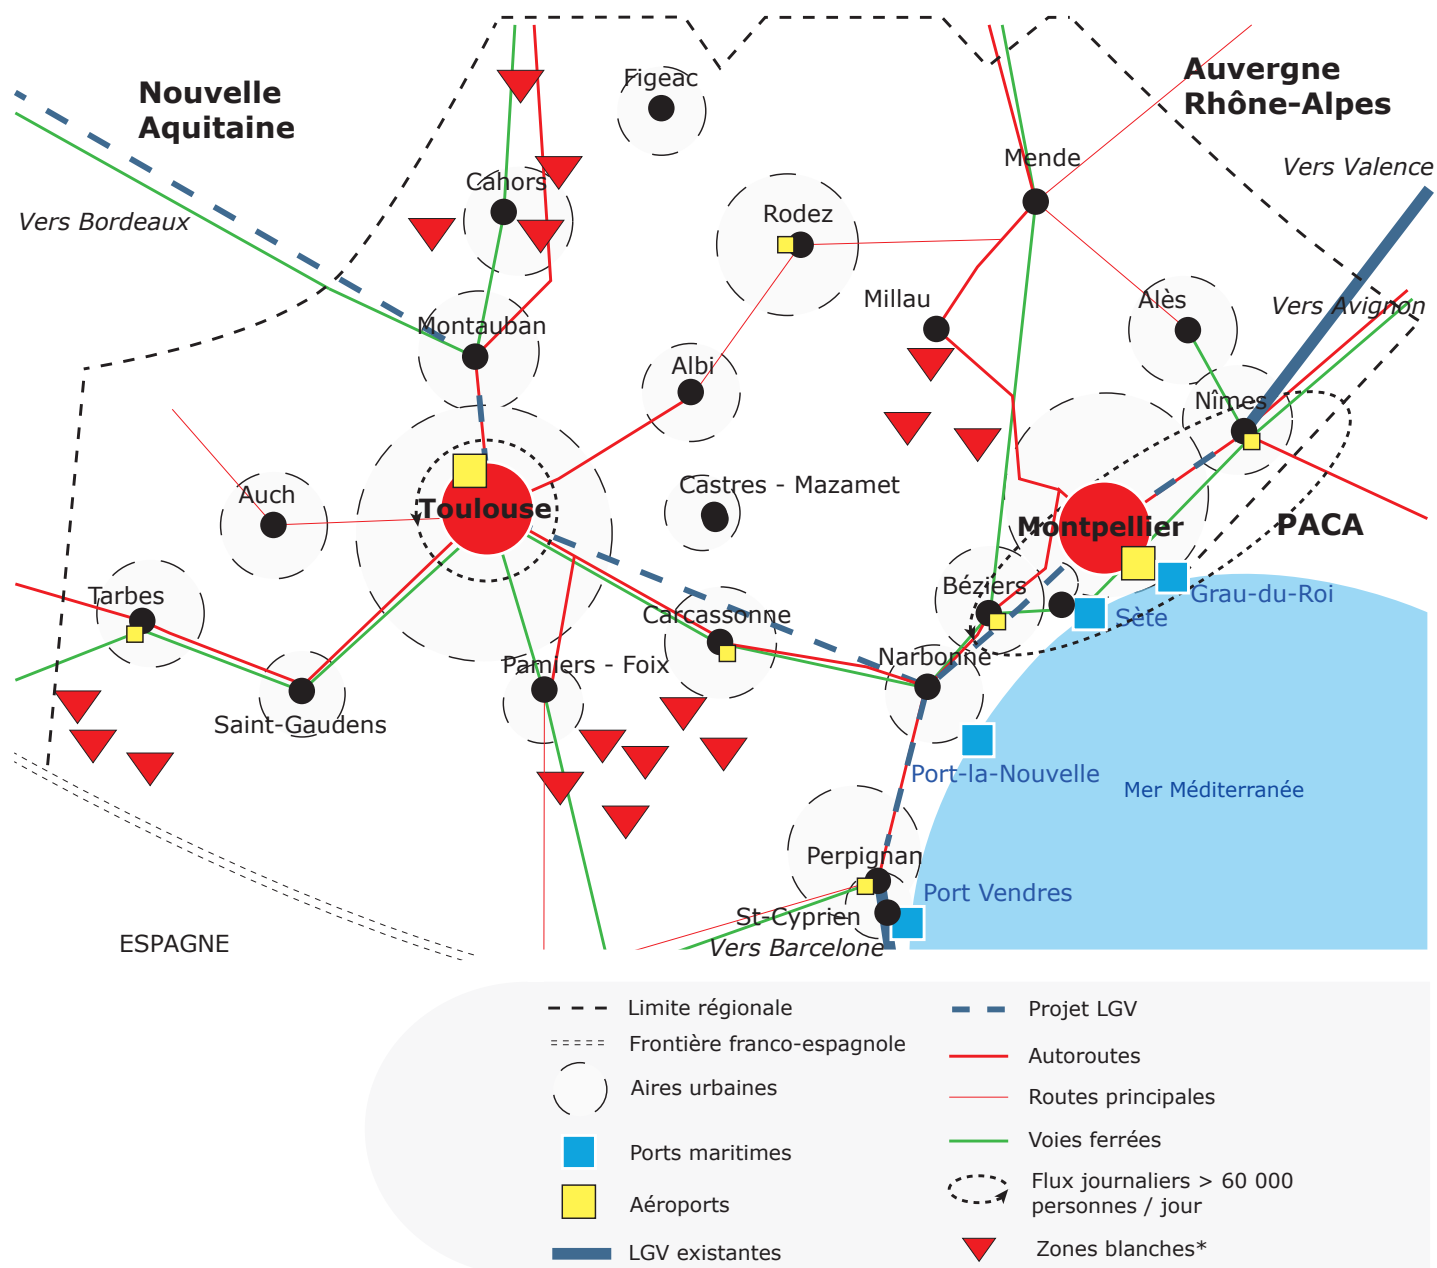 Nouvelle
Aquitaine
Auvergne
Rhône-Alpes
Figeac
Mende
Vers Valence
Cahors
Vers Bordeaux
Rodez
Millau
Alès
Vers Avignon
Montauban
Albi
Nîmes
Auch
Castres - Mazamet
Toulouse
Montpellier
PACA
Tarbes
Béziers
Grau-du-Roi
Carcassonne
Sète
Narbonne
Pamiers - Foix
Saint-Gaudens
Port-la-Nouvelle
Mer Méditerranée
Perpignan
Port Vendres
St-Cyprien
ESPAGNE
Vers Barcelone
Limite régionale
Frontière franco-espagnole
Aires urbaines
Ports maritimes
Aéroports
LGV existantes
Projet LGV
Autoroutes
Routes principales
Voies ferrées
Flux journaliers > 60 000
personnes / jour
Zones blanches*